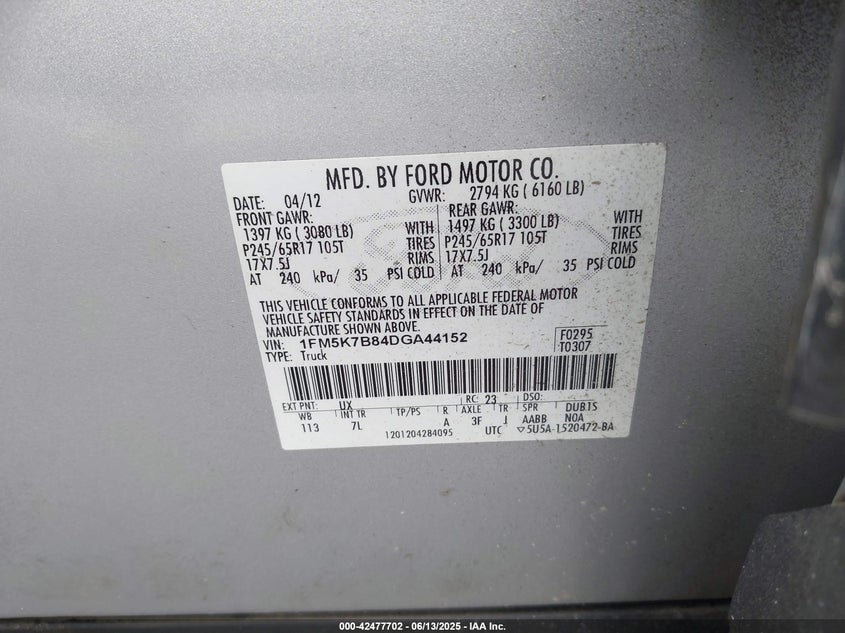 MFD. BY FORD MOTOR CO.
DATE: 04/12 GVWR: 2794 KG ( 6160 LB)
FRONT GAWR: REAR GAWR:
1397 KG ( 3080 LB) WITH 1497 KG ( 3300 LB) WITH
P245/65R17 105T TIRES P245/65R17 105T TIRES
17X7.5J RIMS 17X7.5J RIMS
AT 240 kPa/ 35 PSI COLD AT 240 kPa/ 35 PSI COLD
THIS VEHICLE CONFORMS TO ALL APPLICABLE FEDERAL MOTOR
VEHICLE SAFETY STANDARDS IN EFFECT ON THE DATE OF
MANUFACTURE SHOWN ABOVE.
VIN: 1FM5K7B84DGA44152 F0295
TYPE: Truck T0307
EXT PNT: UX RC: 23 DSO:
WB INT TR TP/PS R AXLE TR SPR DUB1S
113 7L A 3F J AABB NOA
1201204284095 UTC ▽5U5A-1520472-BA
000-42477702 - 06/13/2025 - IAA Inc.